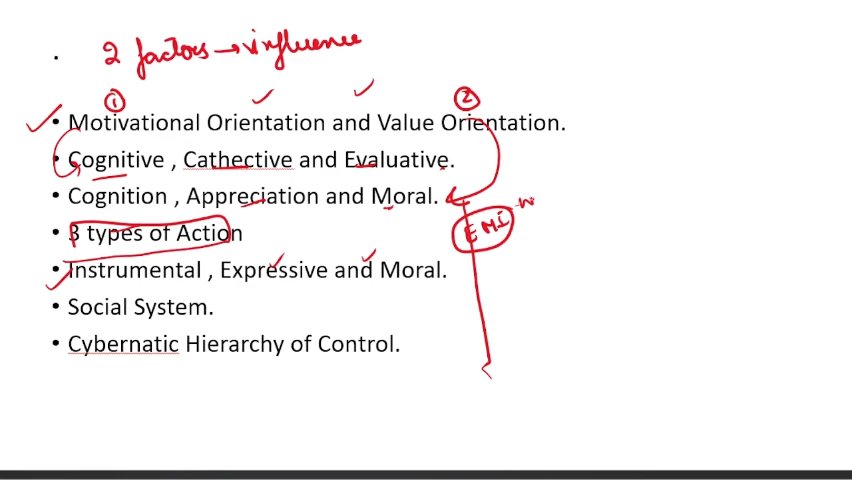 . 2 factors → influence
① ②
• Motivational Orientation and Value Orientation.
• Cognitive , Cathective and Evaluative.
• Cognition , Appreciation and Moral.
EMI
• 3 types of Action
• Instrumental , Expressive and Moral.
• Social System.
• Cybernatic Hierarchy of Control.